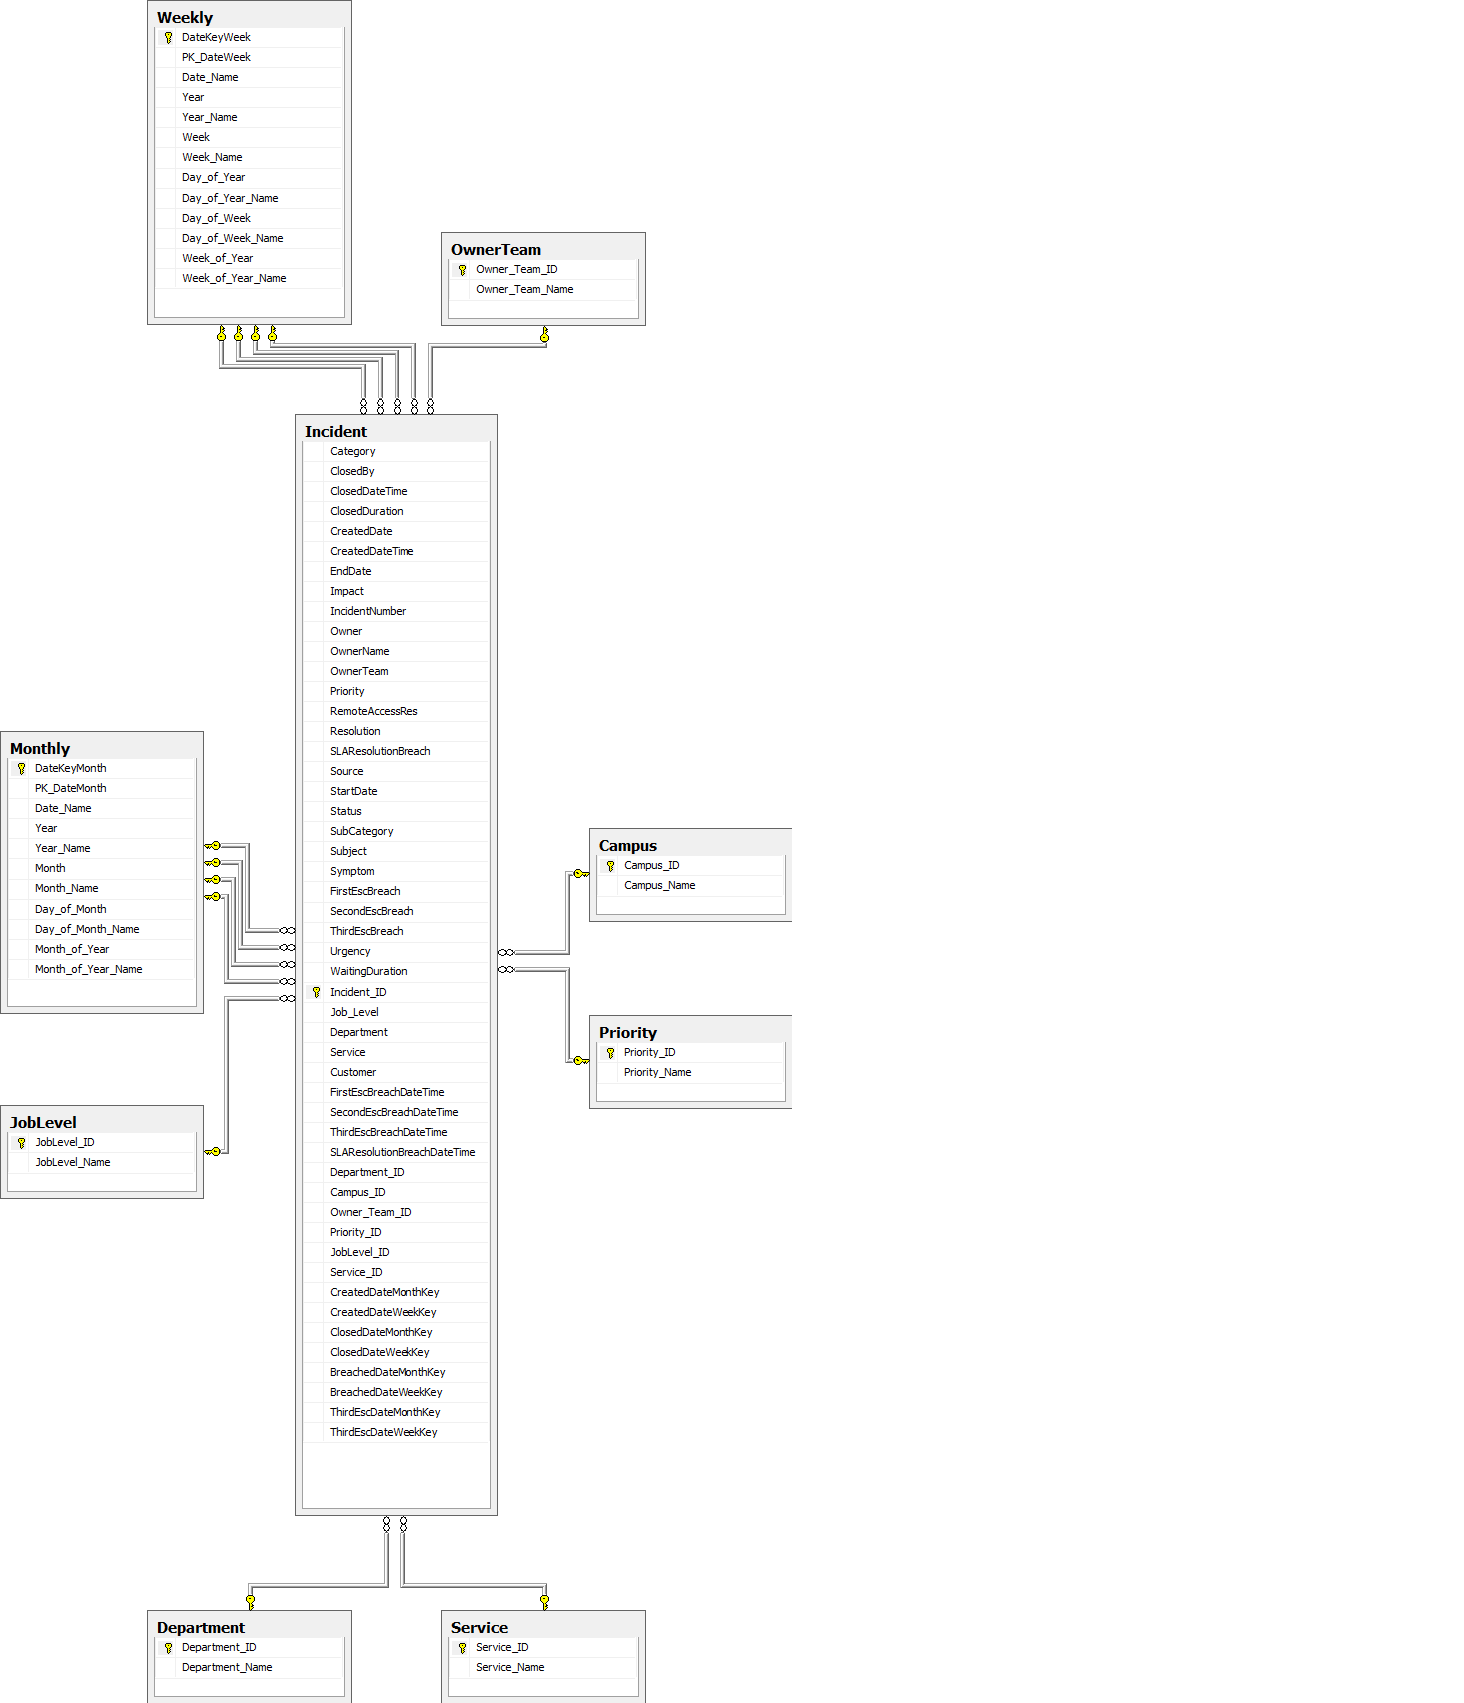 Weekly
DateKeyWeek
PK_DateWeek
Date_Name
Year
Year_Name
Week
Week_Name
Day_of_Year
Day_of_Year_Name
Day_of_Week
Day_of_Week_Name
Week_of_Year
Week_of_Year_Name
OwnerTeam
Owner_Team_ID
Owner_Team_Name
Incident
Category
ClosedBy
ClosedDateTime
ClosedDuration
CreatedDate
CreatedDateTime
EndDate
Impact
IncidentNumber
Owner
OwnerName
OwnerTeam
Priority
RemoteAccessRes
Resolution
SLAResolutionBreach
Source
StartDate
Status
SubCategory
Subject
Symptom
FirstEscBreach
SecondEscBreach
ThirdEscBreach
Urgency
WaitingDuration
Incident_ID
Job_Level
Department
Service
Customer
FirstEscBreachDateTime
SecondEscBreachDateTime
ThirdEscBreachDateTime
SLAResolutionBreachDateTime
Department_ID
Campus_ID
Owner_Team_ID
Priority_ID
JobLevel_ID
Service_ID
CreatedDateMonthKey
CreatedDateWeekKey
ClosedDateMonthKey
ClosedDateWeekKey
BreachedDateMonthKey
BreachedDateWeekKey
ThirdEscDateMonthKey
ThirdEscDateWeekKey
Monthly
DateKeyMonth
PK_DateMonth
Date_Name
Year
Year_Name
Month
Month_Name
Day_of_Month
Day_of_Month_Name
Month_of_Year
Month_of_Year_Name
Campus
Campus_ID
Campus_Name
Priority
Priority_ID
Priority_Name
JobLevel
JobLevel_ID
JobLevel_Name
Department
Department_ID
Department_Name
Service
Service_ID
Service_Name